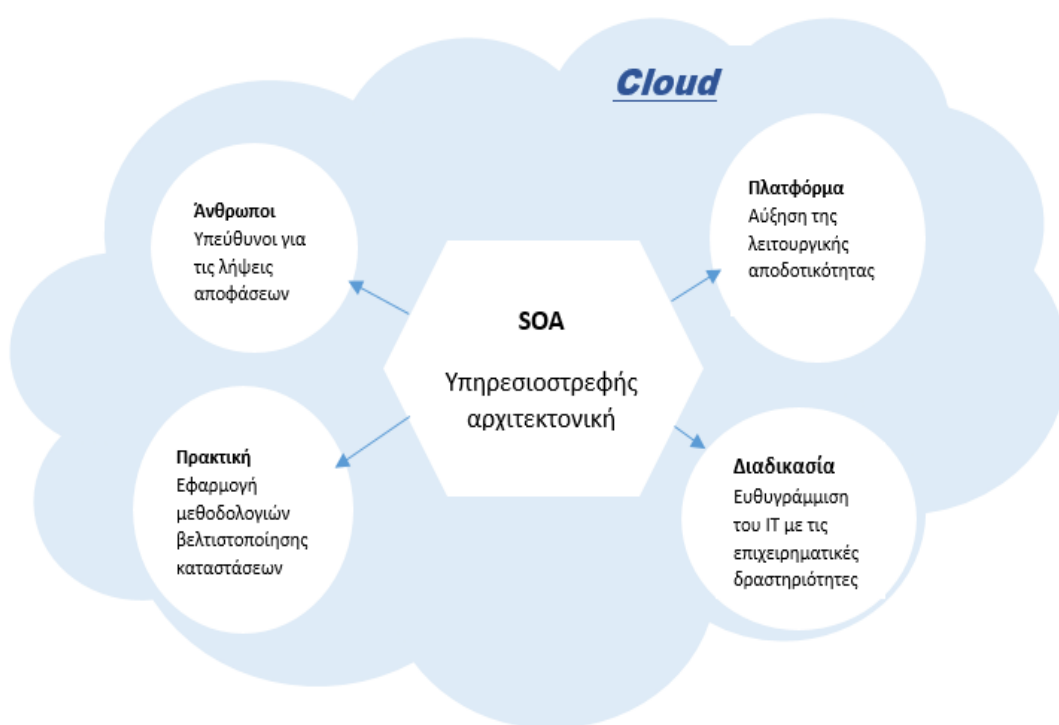 Cloud
Άνθρωποι
Υπεύθυνοι για
τις λήψεις
αποφάσεων
Πλατφόρμα
Αύξηση της
λειτουργικής
αποδοτικότητας
SOA
Υπηρεσιοστρεφής
αρχιτεκτονική
Πρακτική
Εφαρμογή
μεθοδολογιών
βελτιστοποίησης
καταστάσεων
Διαδικασία
Ευθυγράμμιση
του IT με τις
επιχειρηματικές
δραστηριότητες